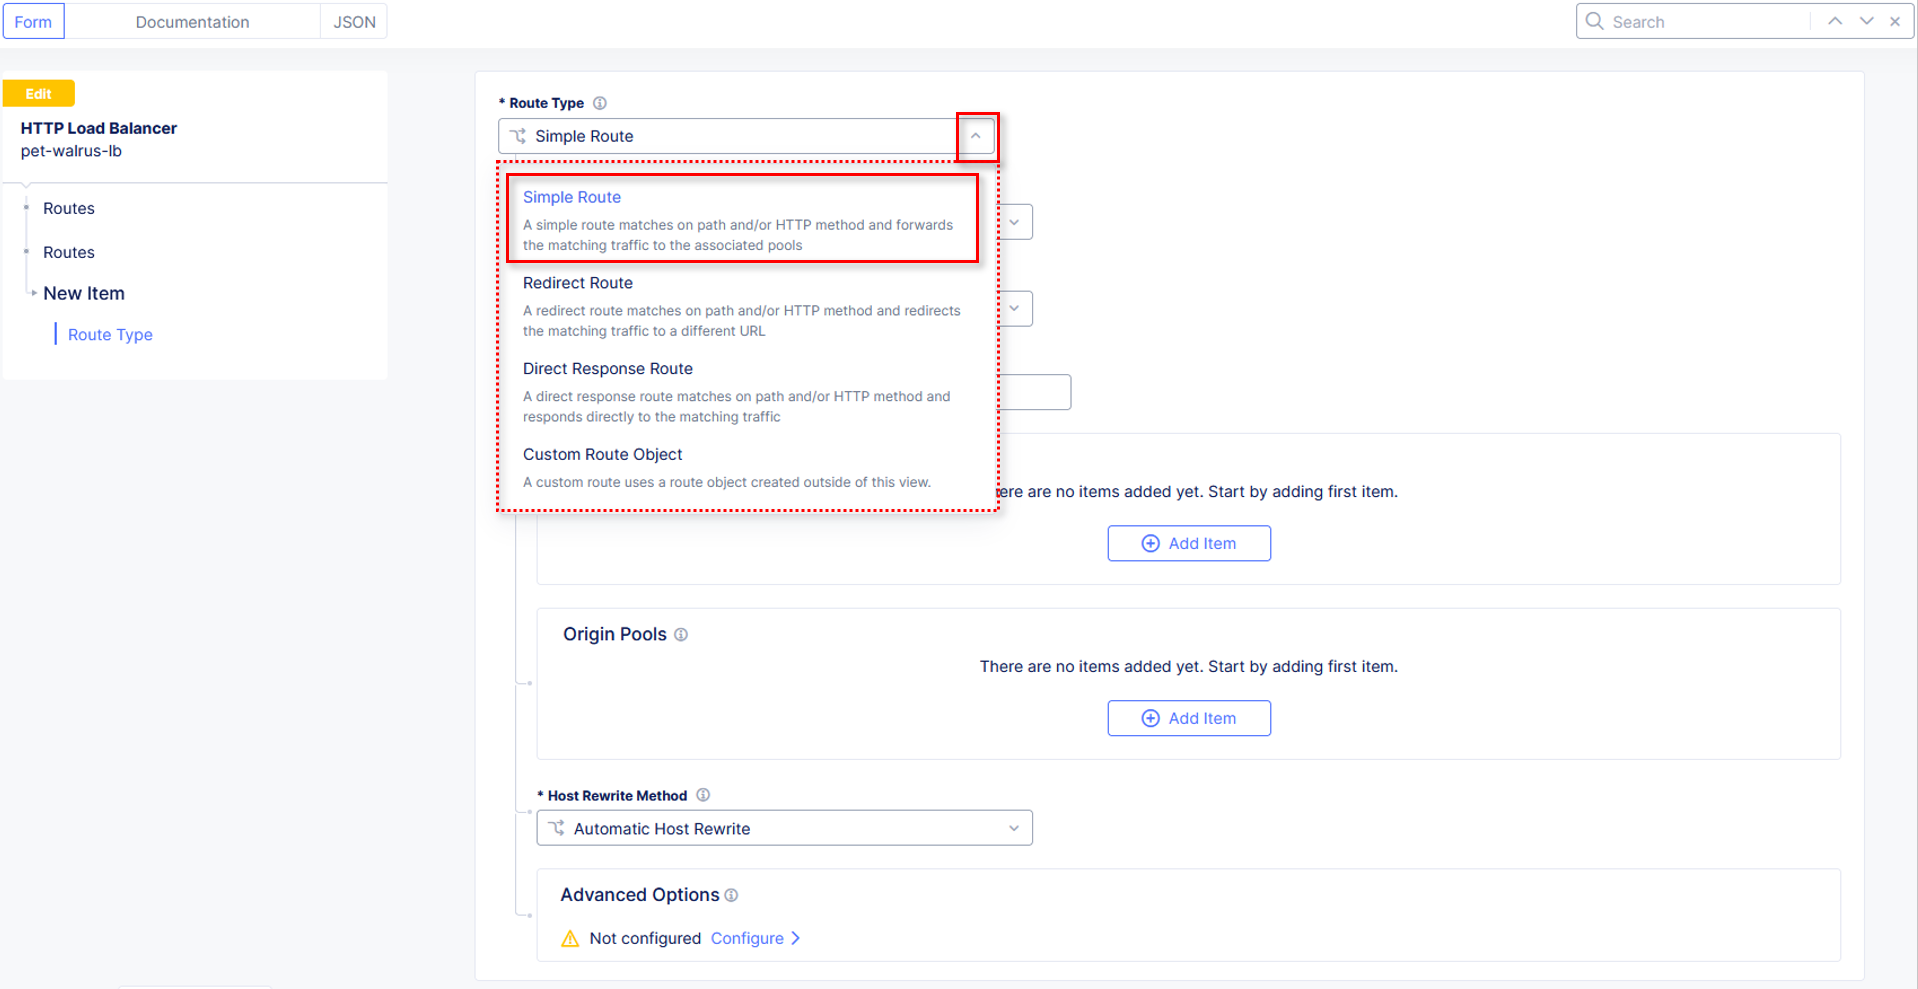 Form
Documentation
JSON
Search
Edit
HTTP Load Balancer
pet-walrus-lb
Routes
Routes
New Item
Route Type
* Route Type
Simple Route
Simple Route
A simple route matches on path and/or HTTP method and forwards
the matching traffic to the associated pools
Redirect Route
A redirect route matches on path and/or HTTP method and redirects
the matching traffic to a different URL
Direct Response Route
A direct response route matches on path and/or HTTP method and
responds directly to the matching traffic
Custom Route Object
A custom route uses a route object created outside of this view.
ere are no items added yet. Start by adding first item.
Add Item
Origin Pools
There are no items added yet. Start by adding first item.
Add Item
* Host Rewrite Method
Automatic Host Rewrite
Advanced Options
Not configured Configure